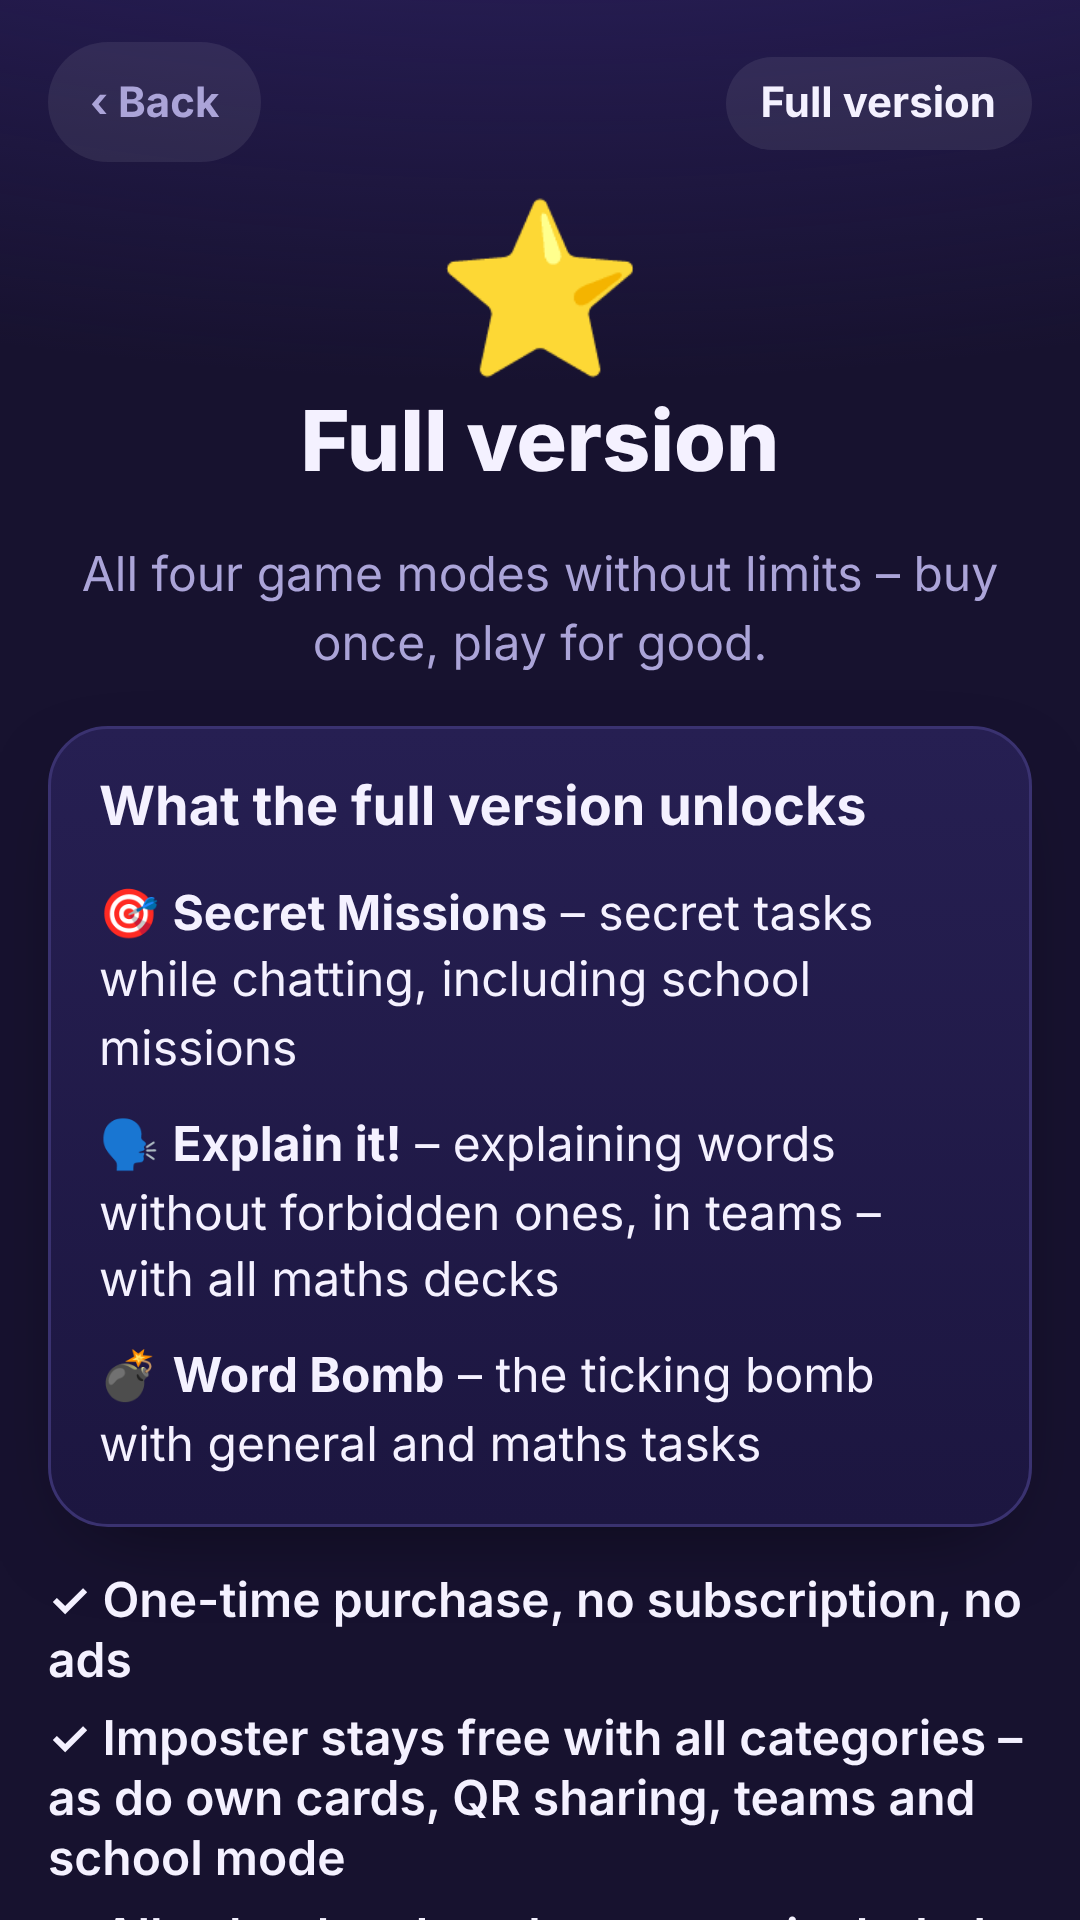 ‹ Back
Full version
Full version
All four game modes without limits – buy
once, play for good.
What the full version unlocks
🎯 Secret Missions – secret tasks
while chatting, including school
missions
🗣️ Explain it! – explaining words
without forbidden ones, in teams –
with all maths decks
💣 Word Bomb – the ticking bomb
with general and maths tasks
✓ One-time purchase, no subscription, no
ads
✓ Imposter stays free with all categories –
as do own cards, QR sharing, teams and
school mode